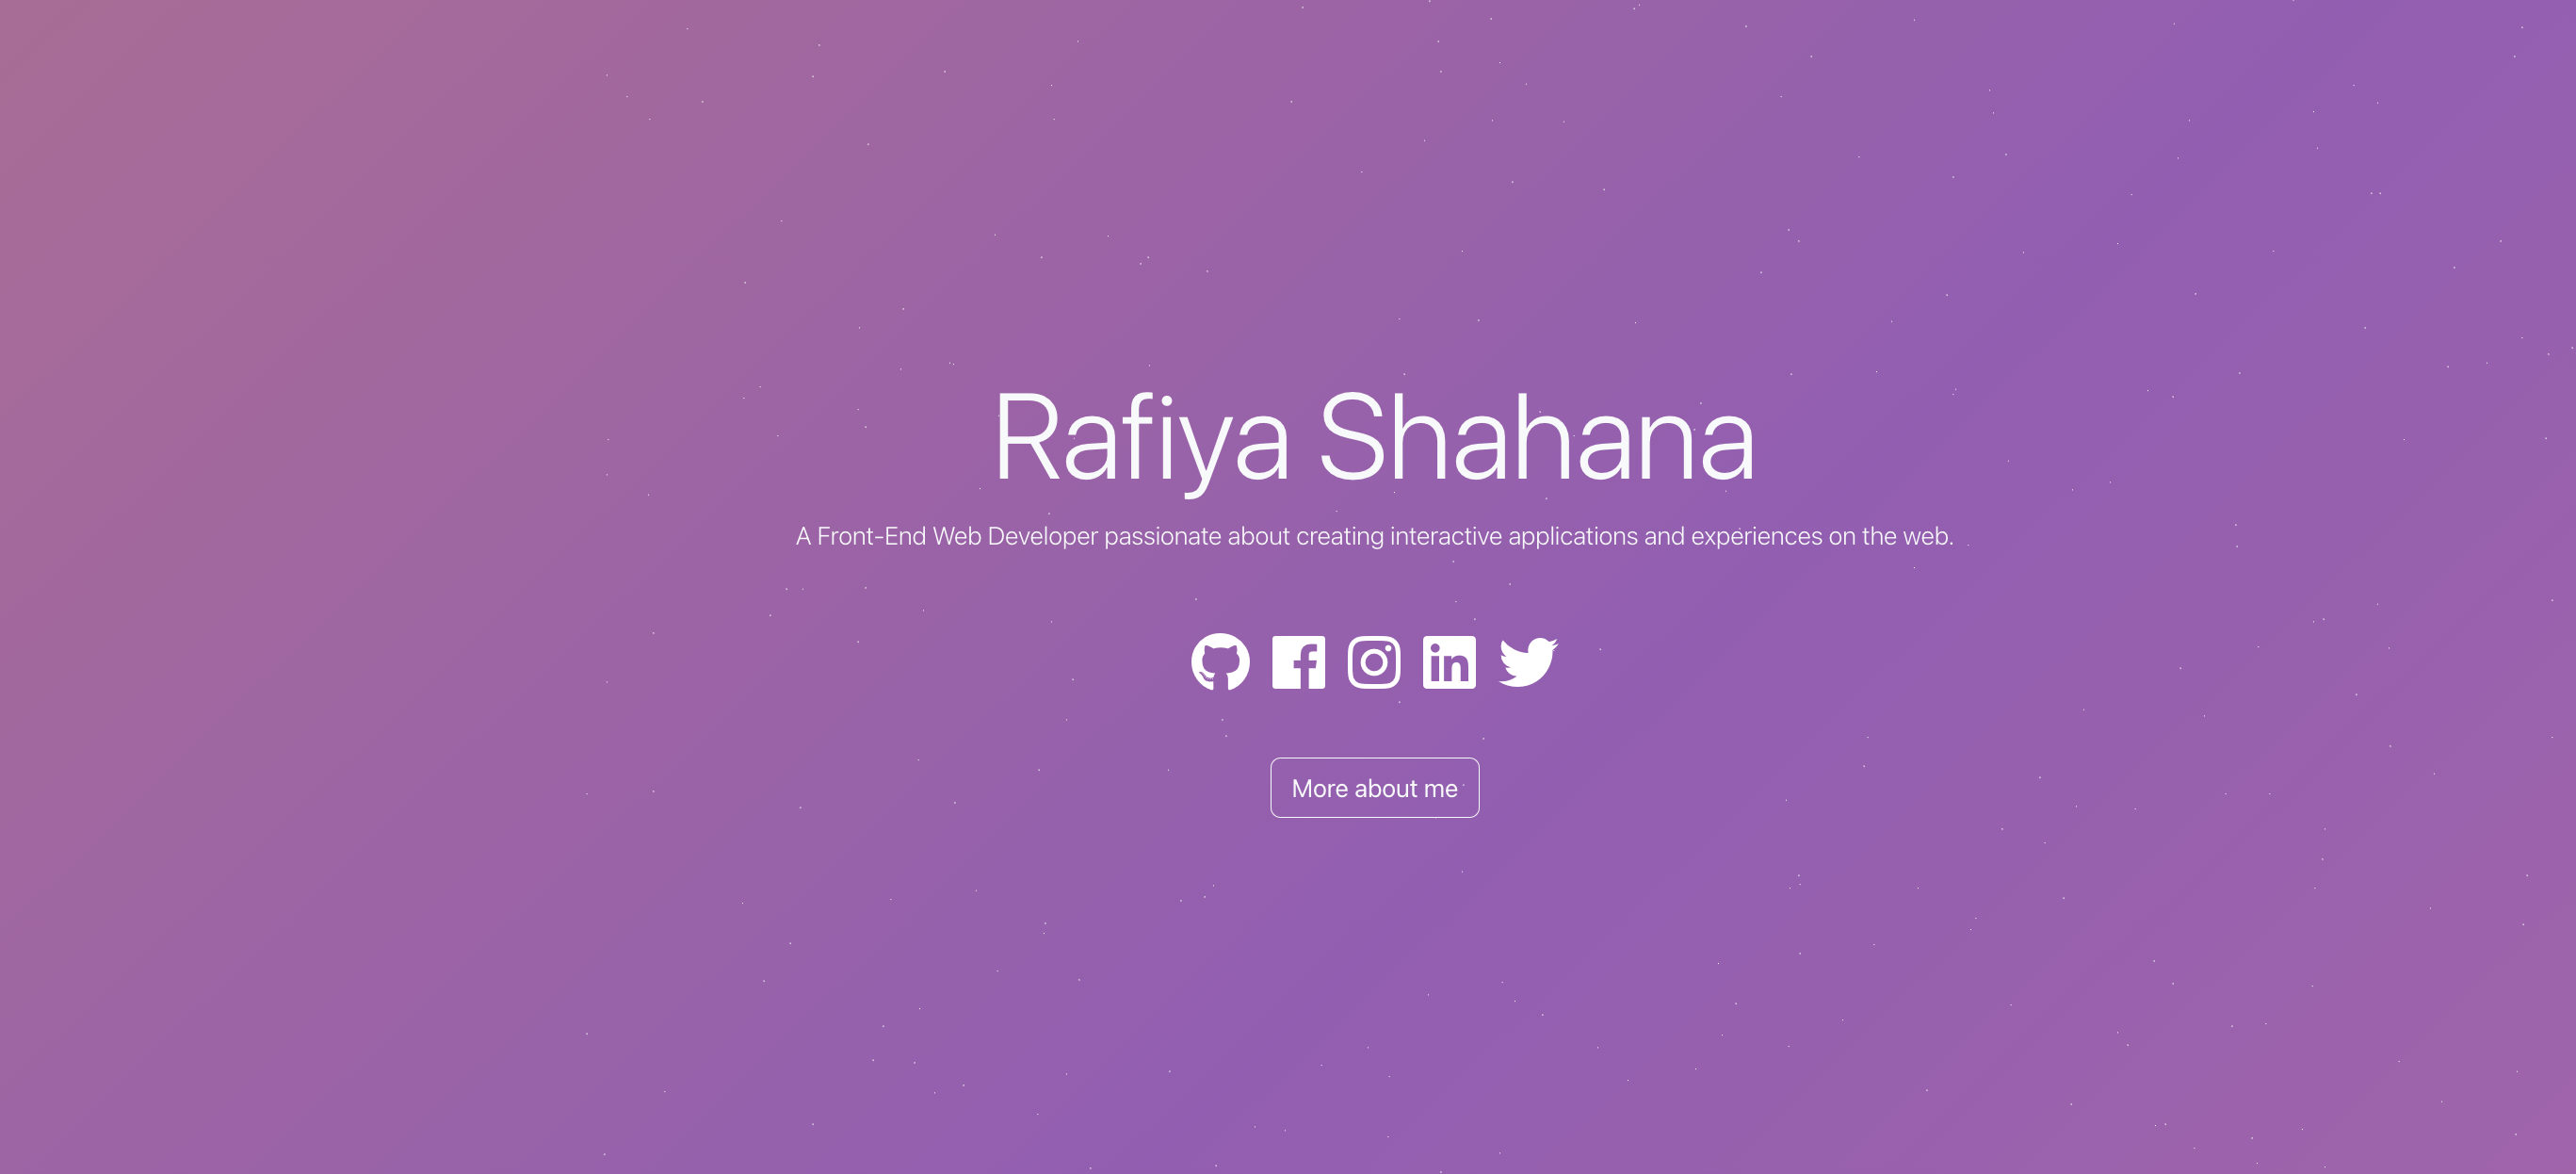 Rafiya Shahana
A Front-End Web Developer passionate about creating interactive applications and experiences on the web.
More about me